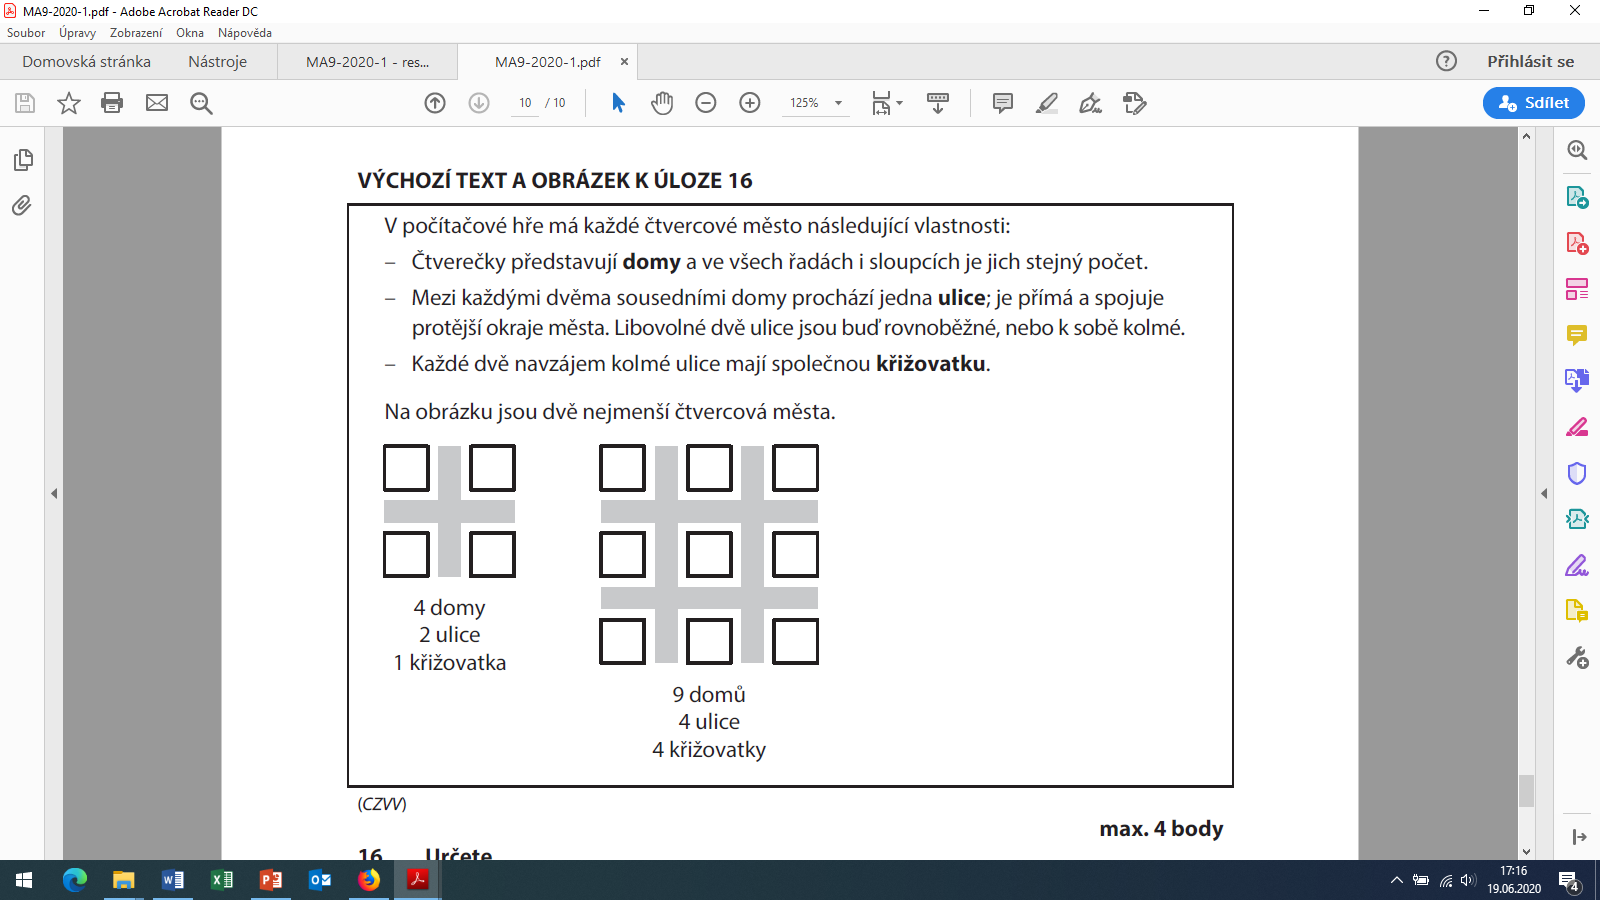 MA9-2020-1.pdf - Adobe Acrobat Reader DC
Soubor Úpravy Zobrazení Okna Nápověda
Domovská stránka Nástroje MA9-2020-1 - res... MA9-2020-1.pdf × Přihlásit se
10 / 10 125% Sdílet
VÝCHOZÍ TEXT A OBRÁZEK K ÚLOZE 16
V počítačové hře má každé čtvercové město následující vlastnosti:
– Čtverečky představují domy a ve všech řadách i sloupcích je jich stejný počet.
– Mezi každými dvěma sousedními domy prochází jedna ulice; je přímá a spojuje
protější okraje města. Libovolné dvě ulice jsou buď rovnoběžné, nebo k sobě kolmé.
– Každé dvě navzájem kolmé ulice mají společnou křižovatku.
Na obrázku jsou dvě nejmenší čtvercová města.
4 domy
2 ulice
1 křižovatka
9 domů
4 ulice
4 křižovatky
(CZVV)
max. 4 body
16 Určete
17:16
19.06.2020
4